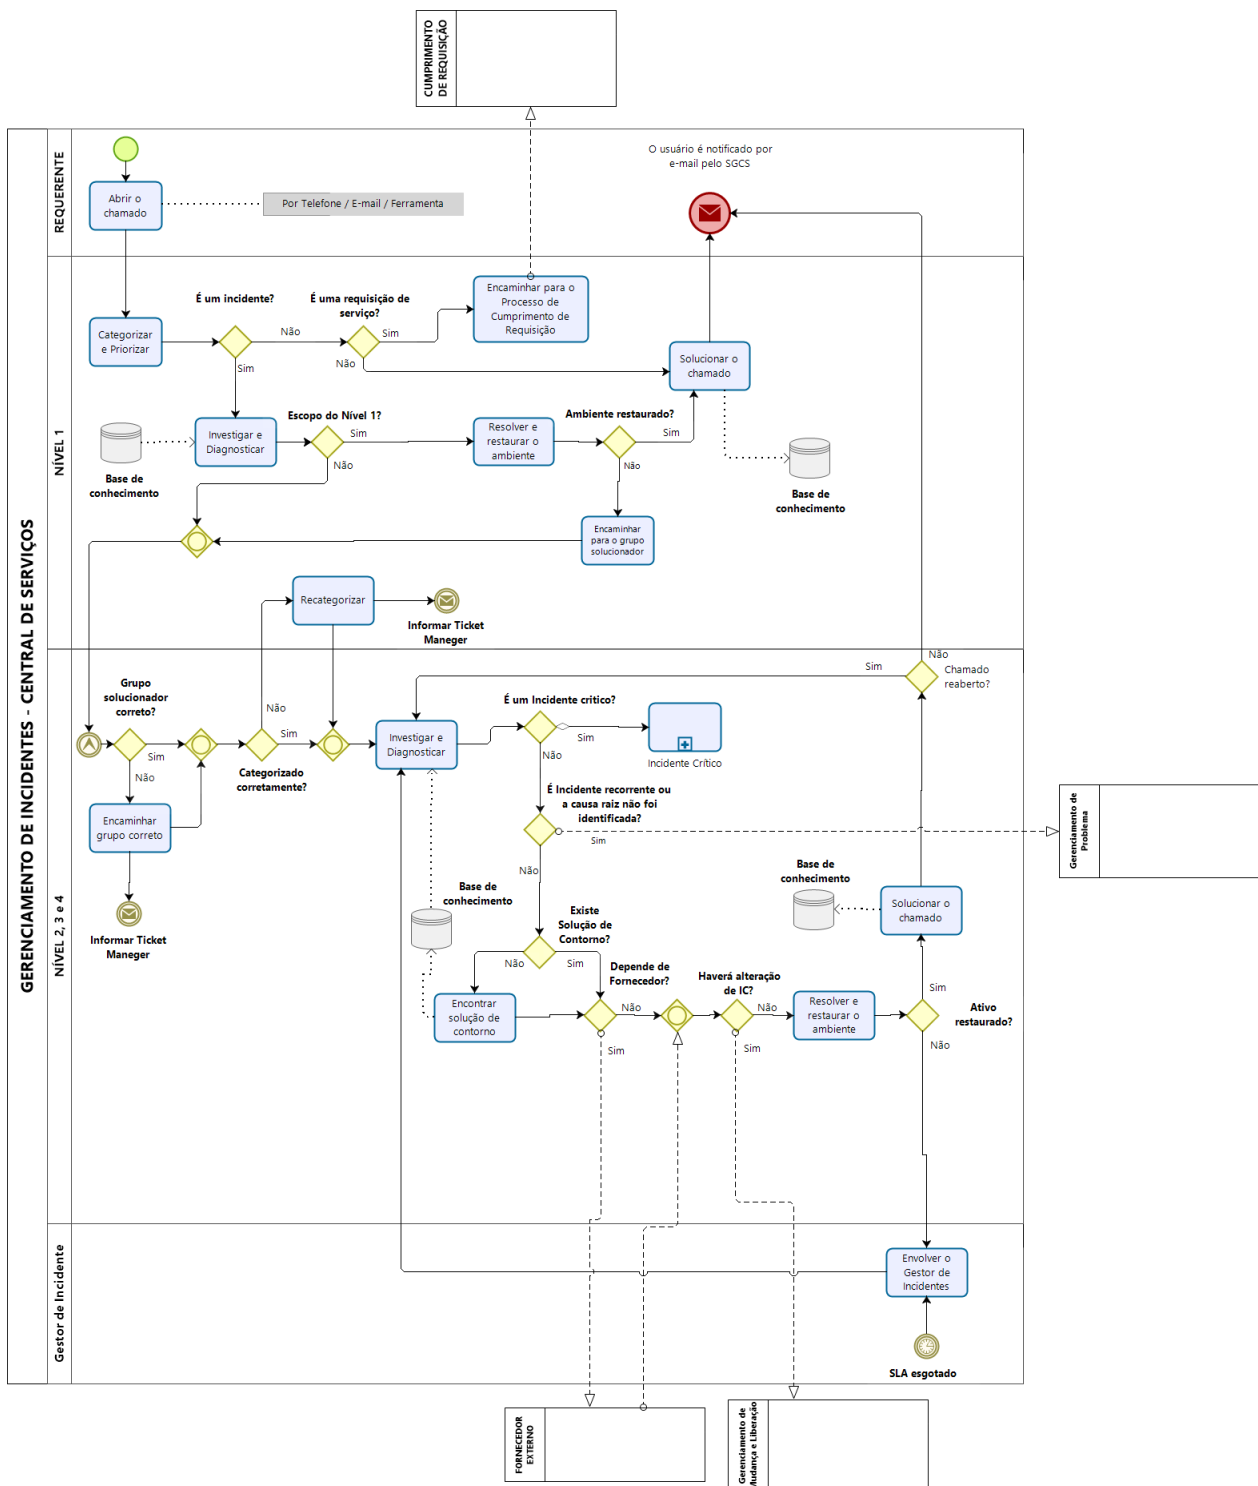 CUMPRIMENTO
DE REQUISIÇÃO
GERENCIAMENTO DE INCIDENTES - CENTRAL DE SERVIÇOS
REQUERENTE
Abrir o
chamado
Por Telefone / E-mail / Ferramenta
O usuário é notificado por
e-mail pelo SGCS
NÍVEL 1
Categorizar
e Priorizar
É um incidente?
Não
Sim
É uma requisição de
serviço?
Sim
Não
Encaminhar para o
Processo de
Cumprimento de
Requisição
Solucionar o
chamado
Base de
conhecimento
Investigar e
Diagnosticar
Escopo do Nível 1?
Sim
Não
Resolver e
restaurar o
ambiente
Ambiente restaurado?
Sim
Não
Base de
conhecimento
Encaminhar
para o grupo
solucionador
Recategorizar
Informar Ticket
Maneger
NÍVEL 2, 3 e 4
Grupo
solucionador
correto?
Sim
Não
Encaminhar
grupo correto
Informar Ticket
Manager
Não
Sim
Categorizado
corretamente?
Investigar e
Diagnosticar
É um Incidente critico?
Sim
Não
Incidente Crítico
Sim
Não
Chamado
reaberto?
É Incidente recorrente ou
a causa raiz não foi
identificada?
Sim
Não
Gerenciamento de
Problema
Base de
conhecimento
Existe
Solução de
Contorno?
Não
Sim
Encontrar
solução de
contorno
Depende de
Fornecedor?
Não
Sim
Haverá alteração
de IC?
Não
Sim
Resolver e
restaurar o
ambiente
Base de
conhecimento
Solucionar o
chamado
Sim
Ativo
restaurado?
Não
Gestor de Incidente
Envolver o
Gestor de
Incidentes
SLA esgotado
FORNECEDOR
EXTERNO
Gerenciamento de
Mudança e Liberação